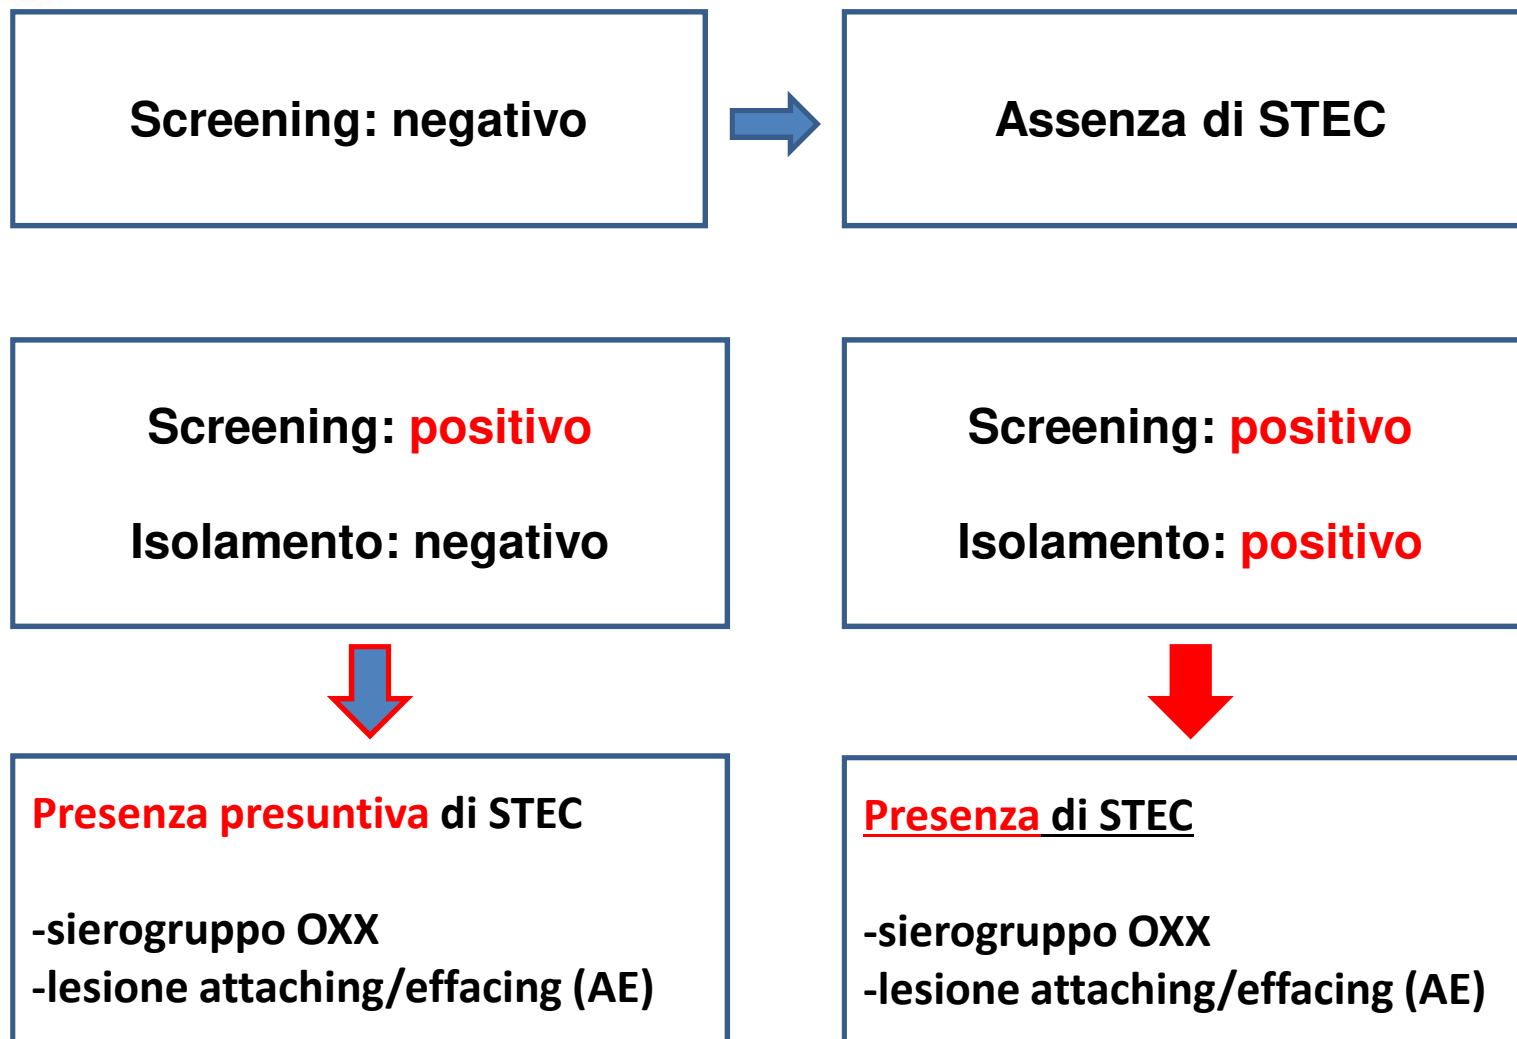 Screening: negativo
Assenza di STEC
Screening: positivo
Isolamento: negativo
Screening: positivo
Isolamento: positivo
Presenza presuntiva di STEC
-sierogruppo OXX
-lesione attaching/effacing (AE)
Presenza di STEC
-sierogruppo OXX
-lesione attaching/effacing (AE)